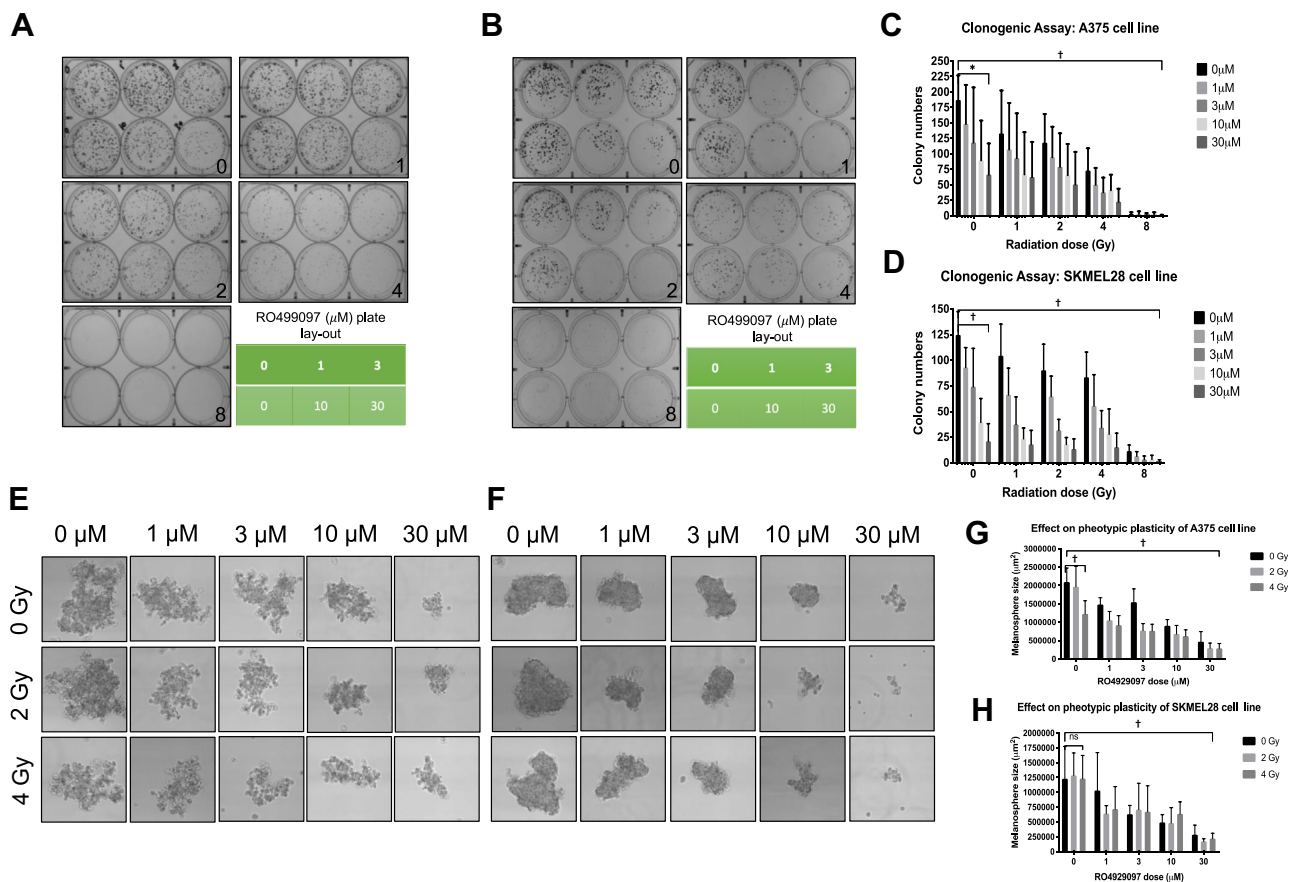 A
0
1
2
4
8
RO499097 (μM) plate
lay-out
0 1 3
0 10 30
B
0
1
2
4
8
RO499097 (μM) plate
lay-out
0 1 3
0 10 30
C
Clonogenic Assay: A375 cell line
†
*
Colony numbers
250
225
200
175
150
125
100
75
50
25
0
0 1 2 4 8
Radiation dose (Gy)
0μM
1μM
3μM
10μM
30μM
D
Clonogenic Assay: SKMEL28 cell line
†
†
Colony numbers
150
125
100
75
50
25
0
0 1 2 4 8
Radiation dose (Gy)
0μM
1μM
3μM
10μM
30μM
E
0 μM 1 μM 3 μM 10 μM 30 μM
0 Gy
2 Gy
4 Gy
F
0 μM 1 μM 3 μM 10 μM 30 μM
G
Effect on pheotypic plasticity of A375 cell line
†
†
Melanosphere size (μm²)
3000000
2500000
2000000
1500000
1000000
500000
0
0 1 3 10 30
RO4929097 dose (μM)
0 Gy
2 Gy
4 Gy
H
Effect on pheotypic plasticity of SKMEL28 cell line
†
ns
Melanosphere size (μm²)
2000000
1750000
1500000
1250000
1000000
750000
500000
250000
0
0 1 3 10 30
RO4929097 dose (μM)
0 Gy
2 Gy
4 Gy